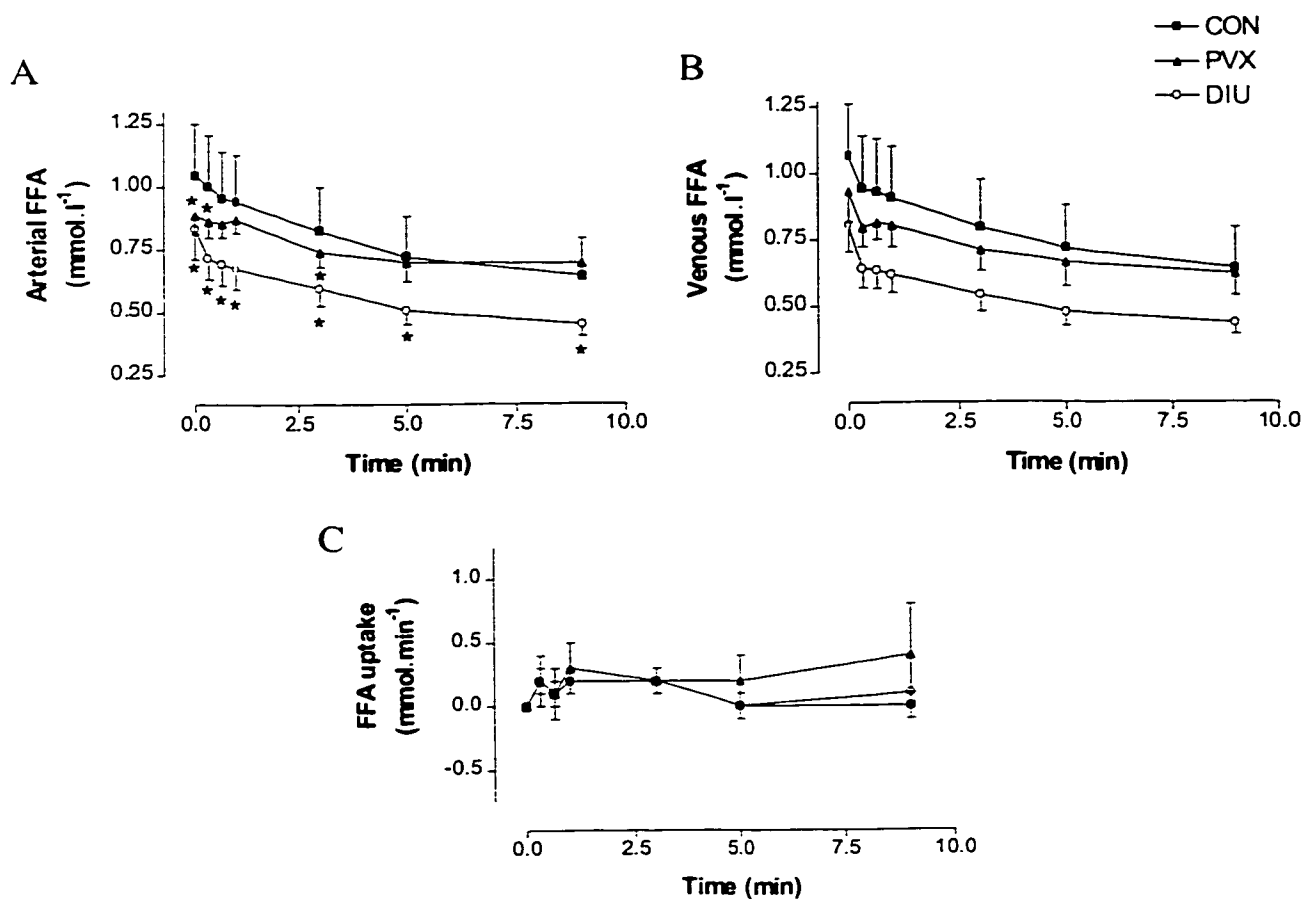 CON
PVX
DIU
A
Arterial FFA
(mmol.l⁻¹)
1.25
1.00
0.75
0.50
0.25
★ ★
★
★ ★ ★
★
★
★
★
0.0 2.5 5.0 7.5 10.0
Time (min)
B
Venous FFA
(mmol.l⁻¹)
1.25
1.00
0.75
0.50
0.25
0.0 2.5 5.0 7.5 10.0
Time (min)
C
FFA uptake
(mmol.min⁻¹)
1.0
0.5
0.0
-0.5
0.0 2.5 5.0 7.5 10.0
Time (min)